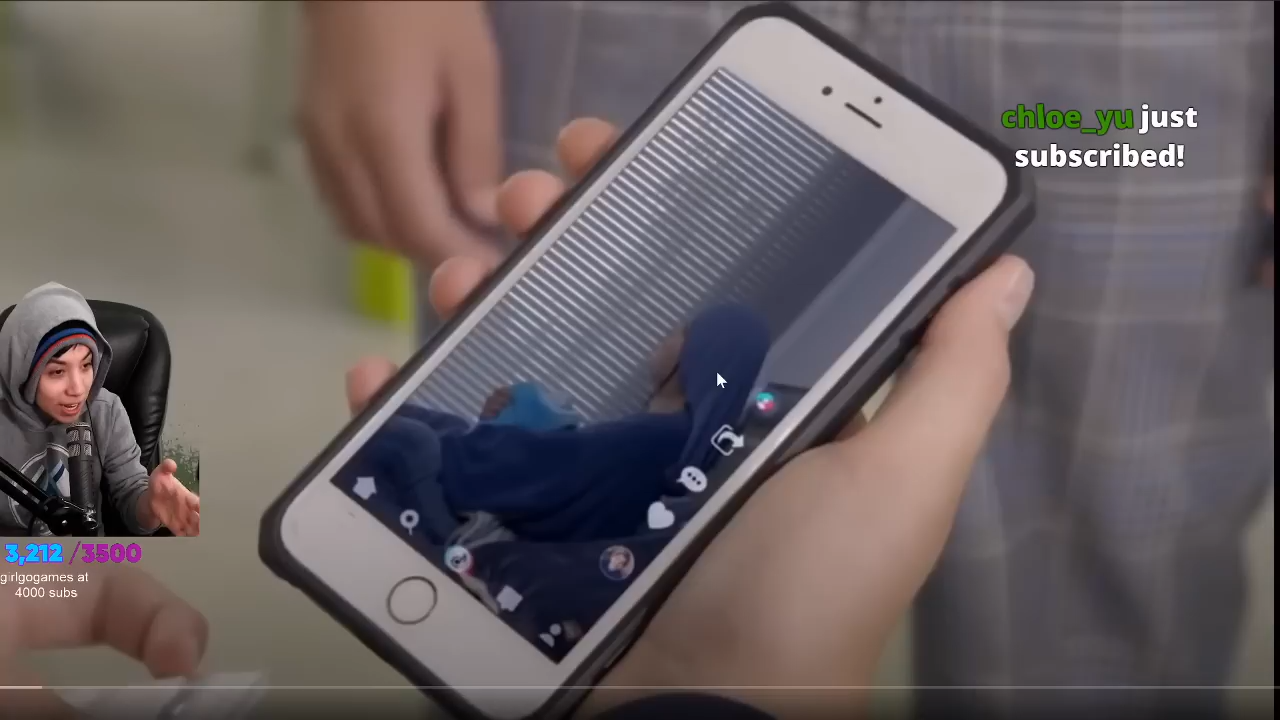 chloe_yu just
subscribed!
3,212 /3500
girlgogames at
4000 subs